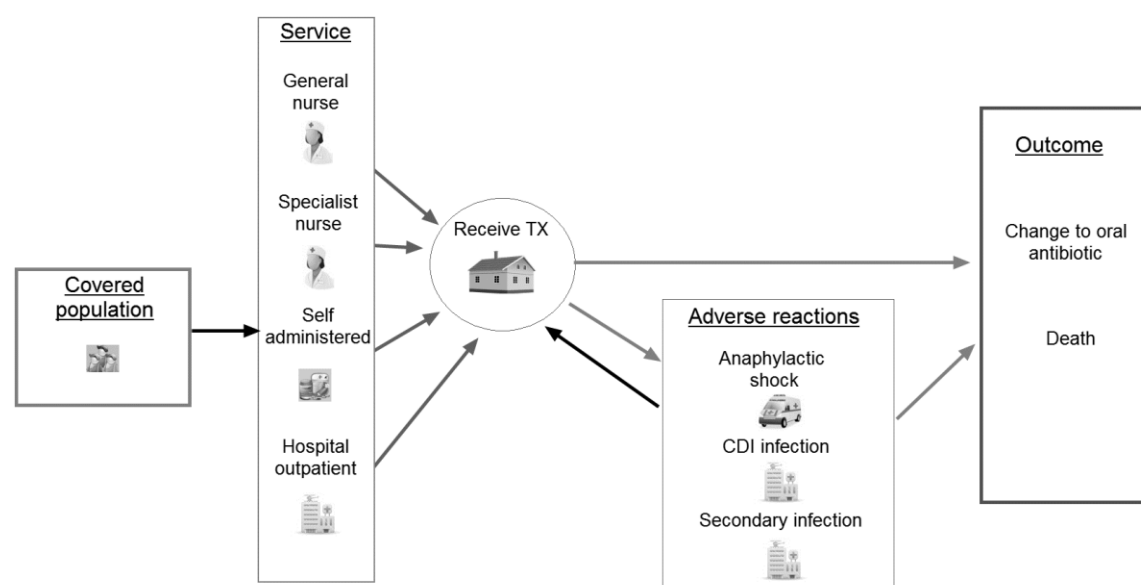 Service
General
nurse
Specialist
nurse
Self
administered
Hospital
outpatient
Covered
population
Receive TX
Adverse reactions
Anaphylactic
shock
CDI infection
Secondary infection
Outcome
Change to oral
antibiotic
Death